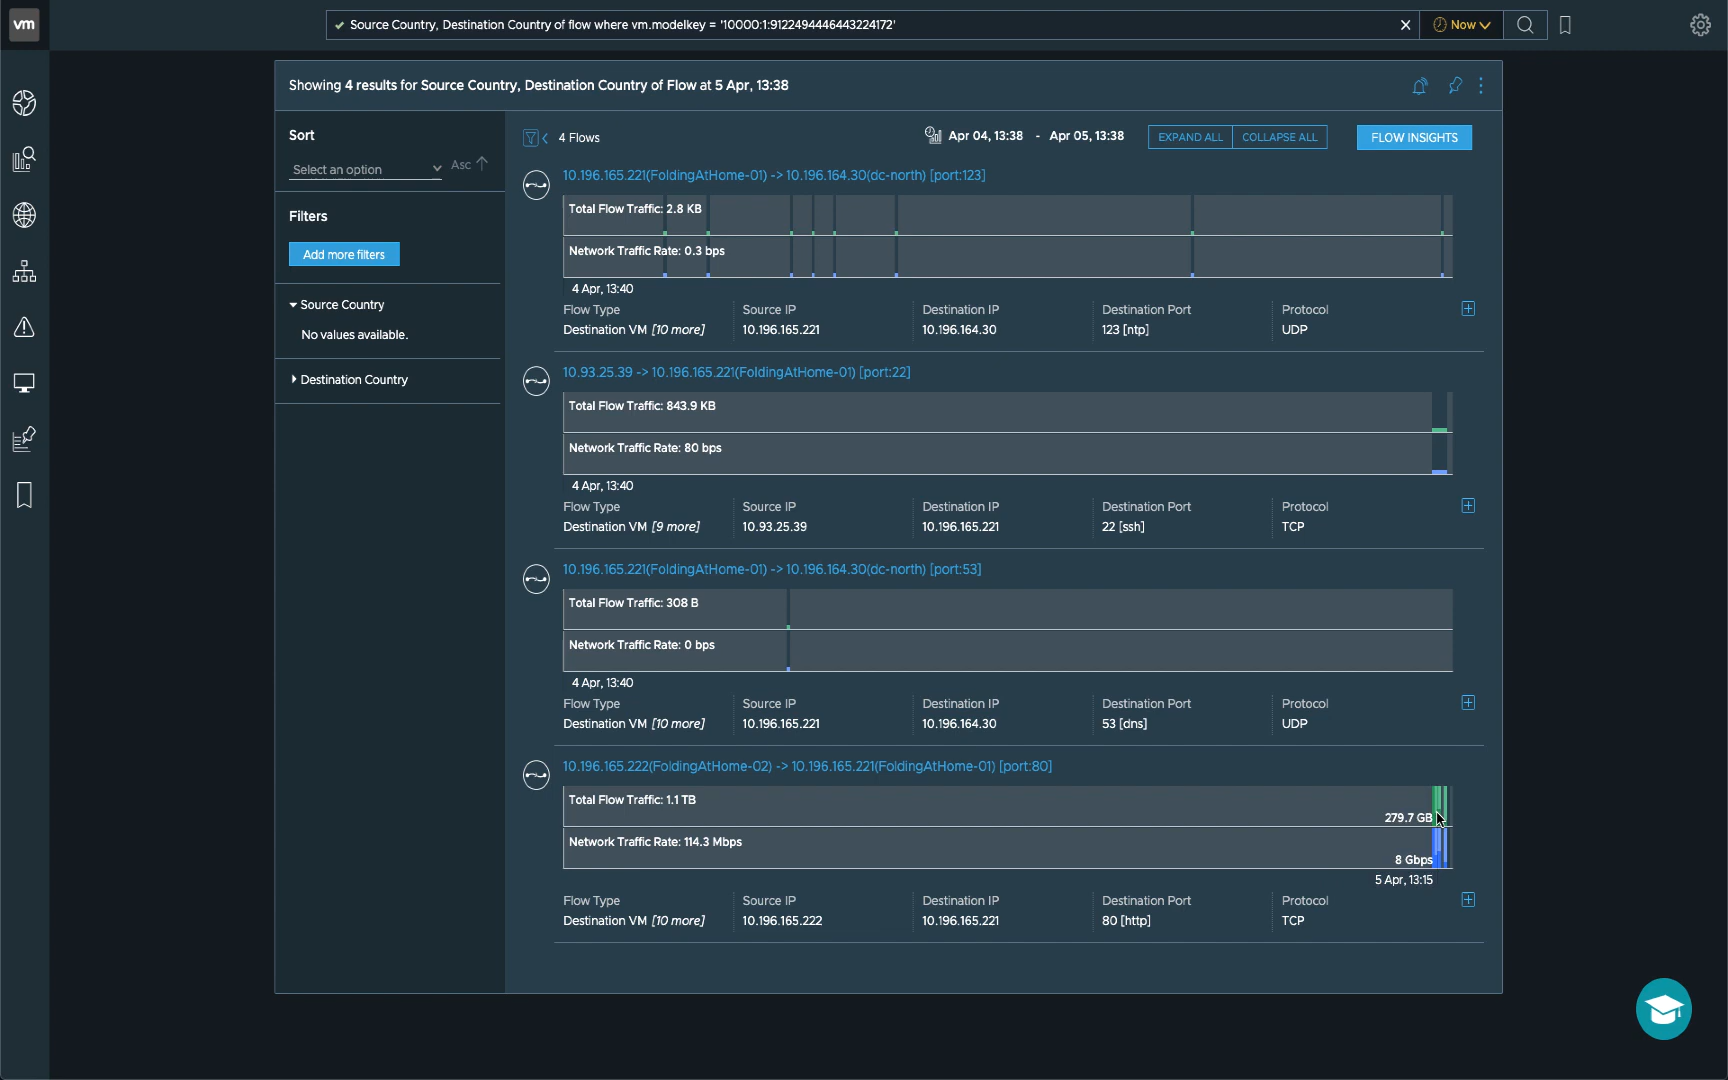 vm
Source Country, Destination Country of flow where vm.modelkey = '10000:1:9122494446443224172'
Now
Showing 4 results for Source Country, Destination Country of Flow at 5 Apr, 13:38
Sort
Select an option
Asc
Filters
Add more filters
Source Country
No values available.
Destination Country
4 Flows
Apr 04, 13:38 - Apr 05, 13:38
EXPAND ALL
COLLAPSE ALL
FLOW INSIGHTS
10.196.165.221(FoldingAtHome-01) -> 10.196.164.30(dc-north) [port:123]
Total Flow Traffic: 2.8 KB
Network Traffic Rate: 0.3 bps
4 Apr, 13:40
Flow Type Source IP Destination IP Destination Port Protocol
Destination VM [10 more] 10.196.165.221 10.196.164.30 123 [ntp] UDP
10.93.25.39 -> 10.196.165.221(FoldingAtHome-01) [port:22]
Total Flow Traffic: 843.9 KB
Network Traffic Rate: 80 bps
4 Apr, 13:40
Flow Type Source IP Destination IP Destination Port Protocol
Destination VM [9 more] 10.93.25.39 10.196.165.221 22 [ssh] TCP
10.196.165.221(FoldingAtHome-01) -> 10.196.164.30(dc-north) [port:53]
Total Flow Traffic: 308 B
Network Traffic Rate: 0 bps
4 Apr, 13:40
Flow Type Source IP Destination IP Destination Port Protocol
Destination VM [10 more] 10.196.165.221 10.196.164.30 53 [dns] UDP
10.196.165.222(FoldingAtHome-02) -> 10.196.165.221(FoldingAtHome-01) [port:80]
Total Flow Traffic: 1.1 TB
279.7 GB
Network Traffic Rate: 114.3 Mbps
8 Gbps
5 Apr, 13:15
Flow Type Source IP Destination IP Destination Port Protocol
Destination VM [10 more] 10.196.165.222 10.196.165.221 80 [http] TCP